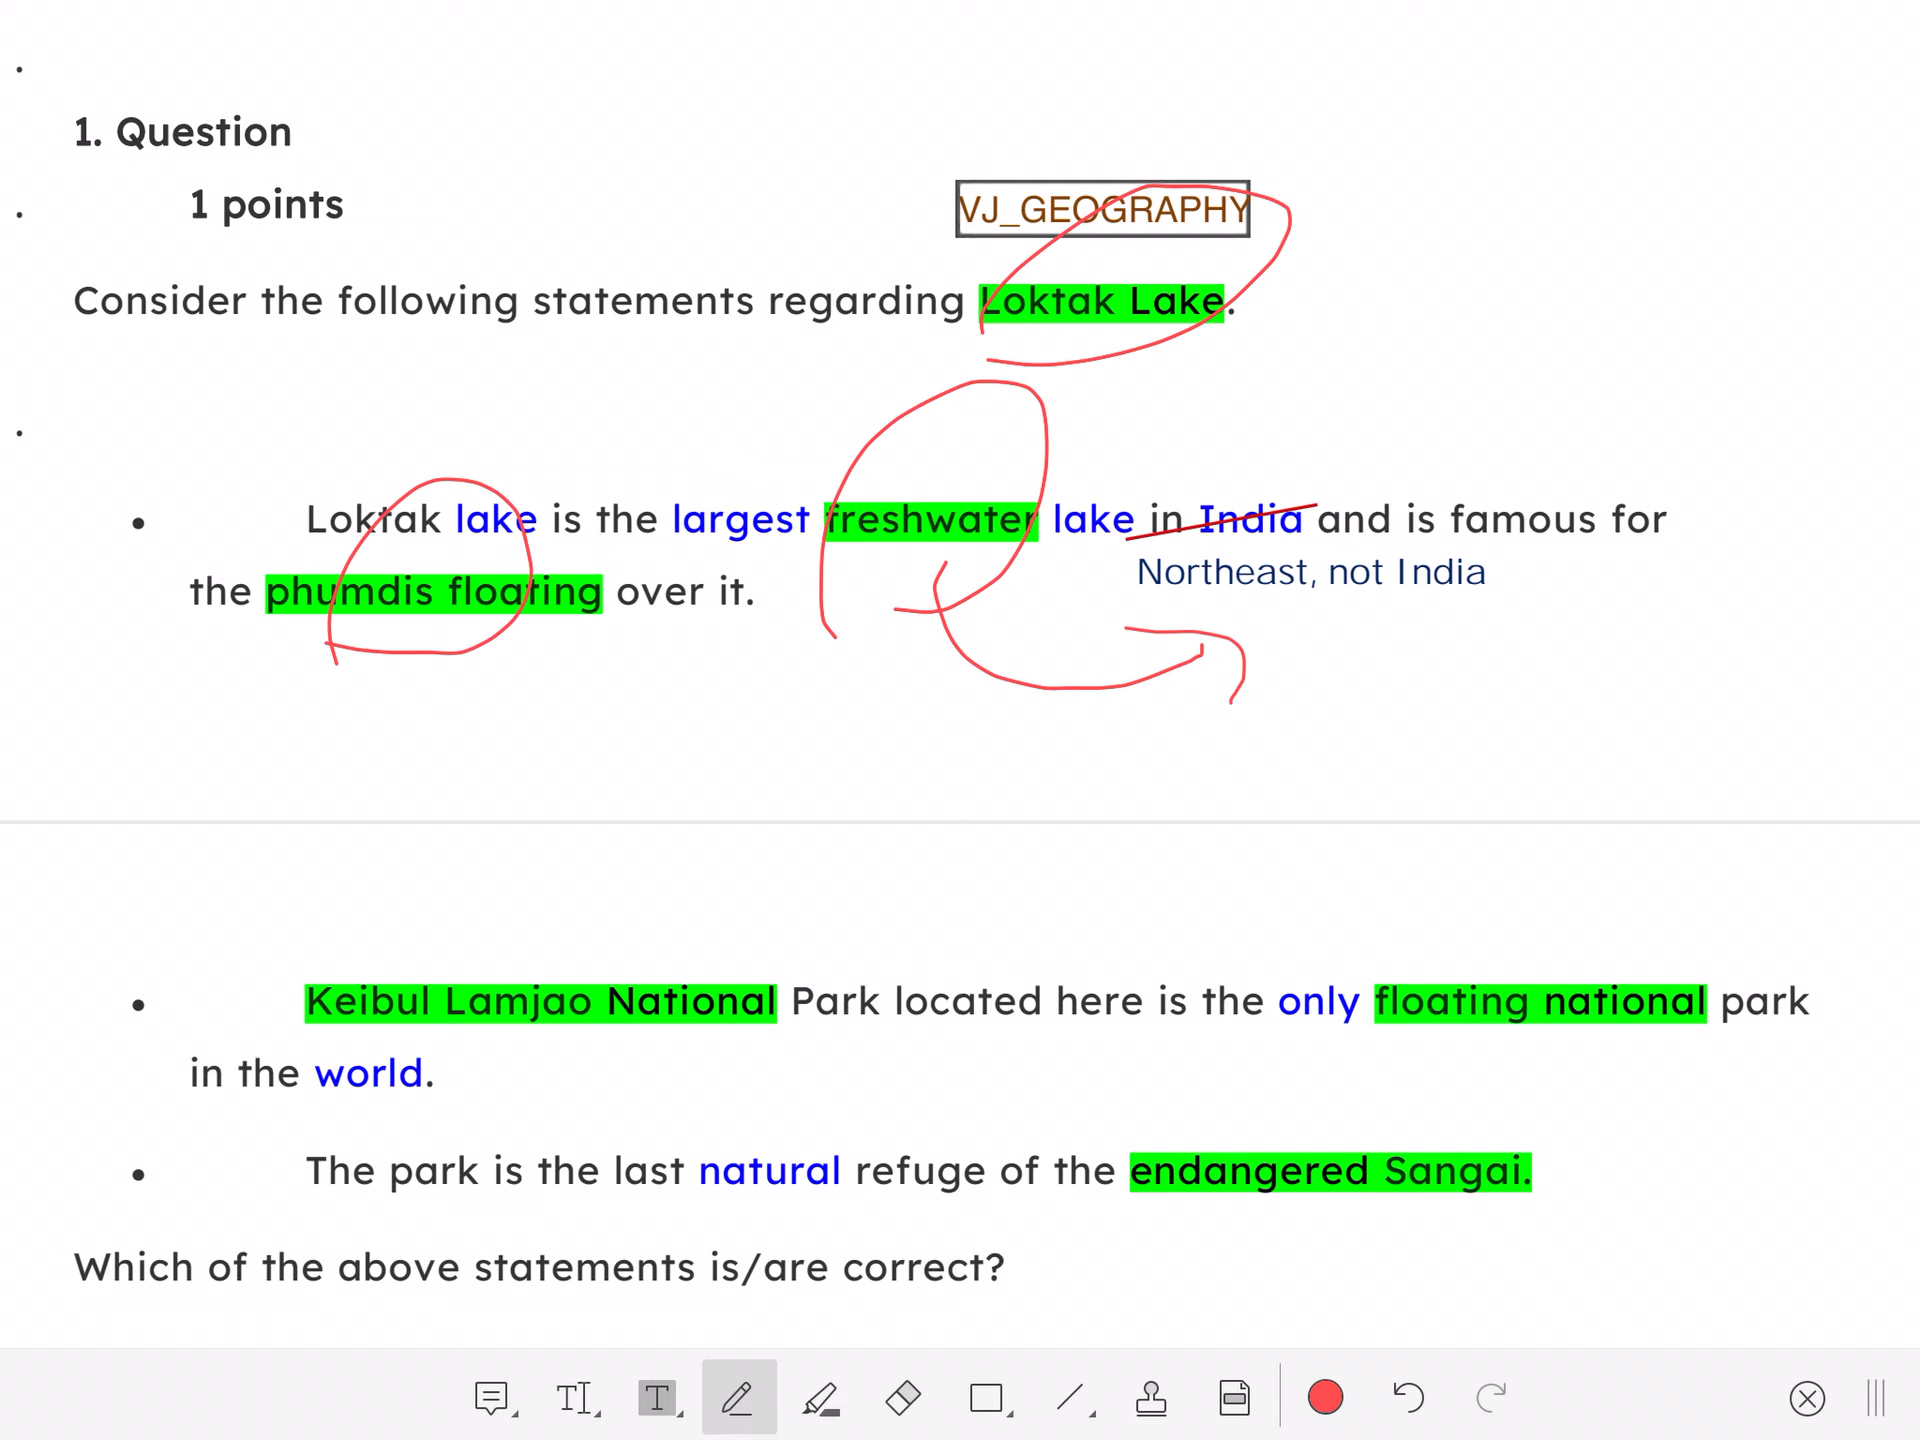 1. Question
1 points
VJ_GEOGRAPHY
Consider the following statements regarding Loktak Lake.
Loktak lake is the largest freshwater lake in India and is famous for
Northeast, not India
the phumdis floating over it.
Keibul Lamjao National Park located here is the only floating national park
in the world.
The park is the last natural refuge of the endangered Sangai.
Which of the above statements is/are correct?